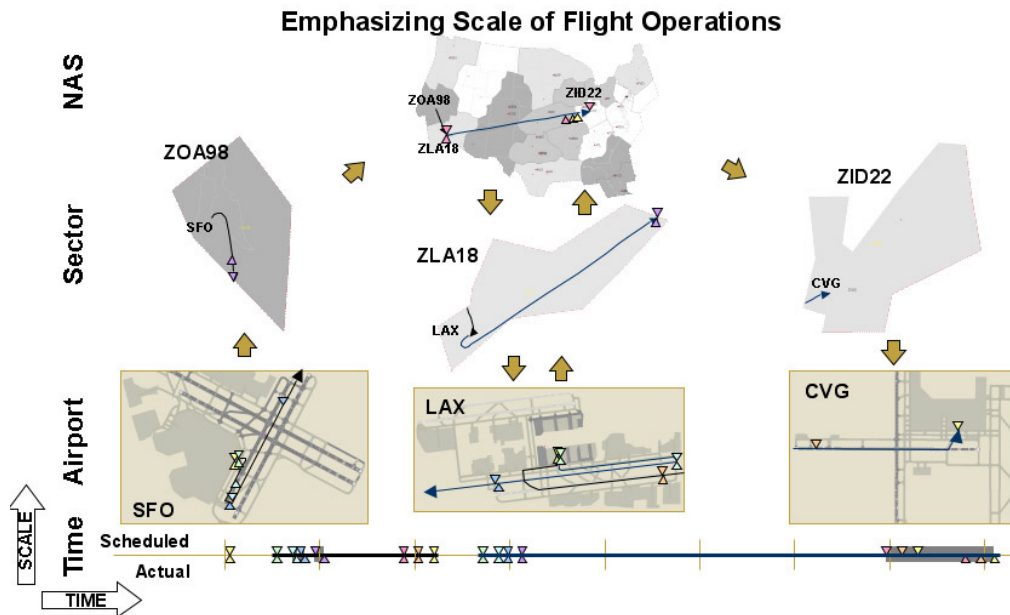 Emphasizing Scale of Flight Operations
NAS
ZOA98
ZID22
ZLA18
Sector
ZOA98
SFO
ZLA18
LAX
ZID22
CVG
Airport
SFO
LAX
CVG
Time
Scheduled
Actual
SCALE
TIME